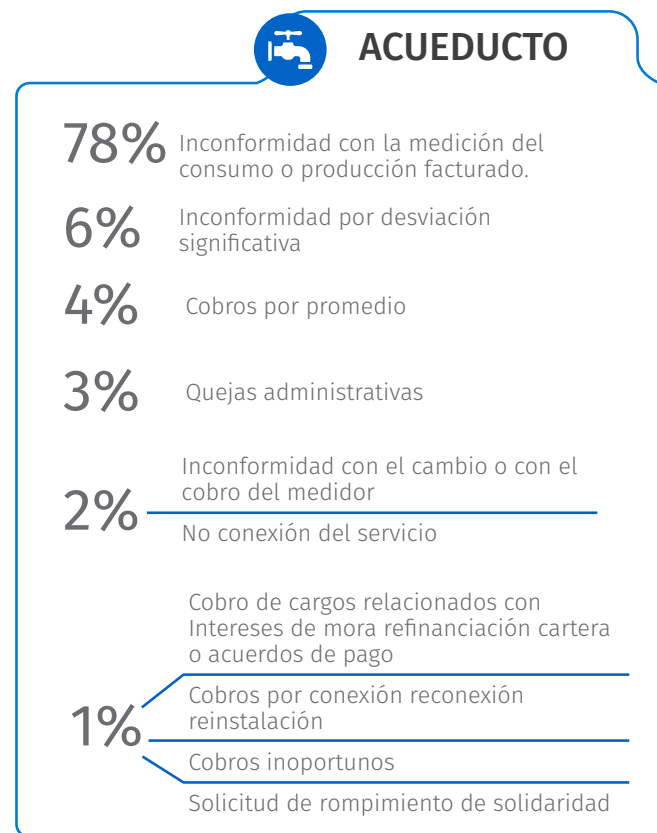 ACUEDUCTO
78%
Inconformidad con la medición del
consumo o producción facturado.
6%
Inconformidad por desviación
significativa
4%
Cobros por promedio
3%
Quejas administrativas
2%
Inconformidad con el cambio o con el
cobro del medidor
No conexión del servicio
1%
Cobro de cargos relacionados con
Intereses de mora refinanciación cartera
o acuerdos de pago
Cobros por conexión reconexión
reinstalación
Cobros inoportunos
Solicitud de rompimiento de solidaridad